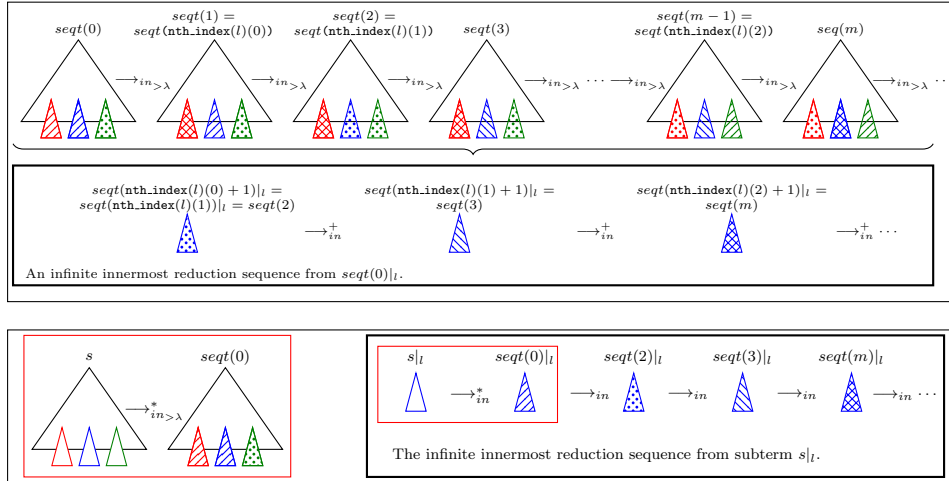 seqt(0)
seqt(1) =
seqt(nth_index(l)(0))
seqt(2) =
seqt(nth_index(l)(1))
seqt(3)
seqt(m − 1) =
seqt(nth_index(l)(2))
seq(m)
→in>λ →in>λ →in>λ →in>λ ··· →in>λ →in>λ →in>λ ···
seqt(nth_index(l)(0) + 1)|l =
seqt(nth_index(l)(1))|l = seqt(2)
seqt(nth_index(l)(1) + 1)|l =
seqt(3)
seqt(nth_index(l)(2) + 1)|l =
seqt(m)
→+in →+in →+in ···
An infinite innermost reduction sequence from seqt(0)|l.
s seqt(0)
→*in>λ
s|l seqt(0)|l seqt(2)|l seqt(3)|l seqt(m)|l
→*in →in →in →in →in ···
The infinite innermost reduction sequence from subterm s|l.